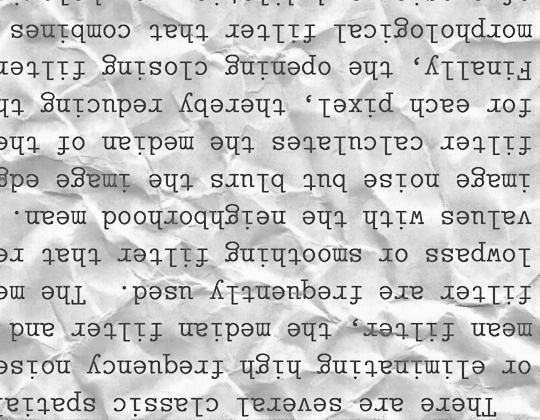 There are several classic spatial
or eliminating high frequency noise
mean filter, the median filter and
filter are frequently used. The me
lowpass or smoothing filter that re
values with the neighborhood mean.
image noise but blurs the image edg
filter calculates the median of the
for each pixel, thereby reducing th
Finally, the opening closing filter
morphological filter that combines